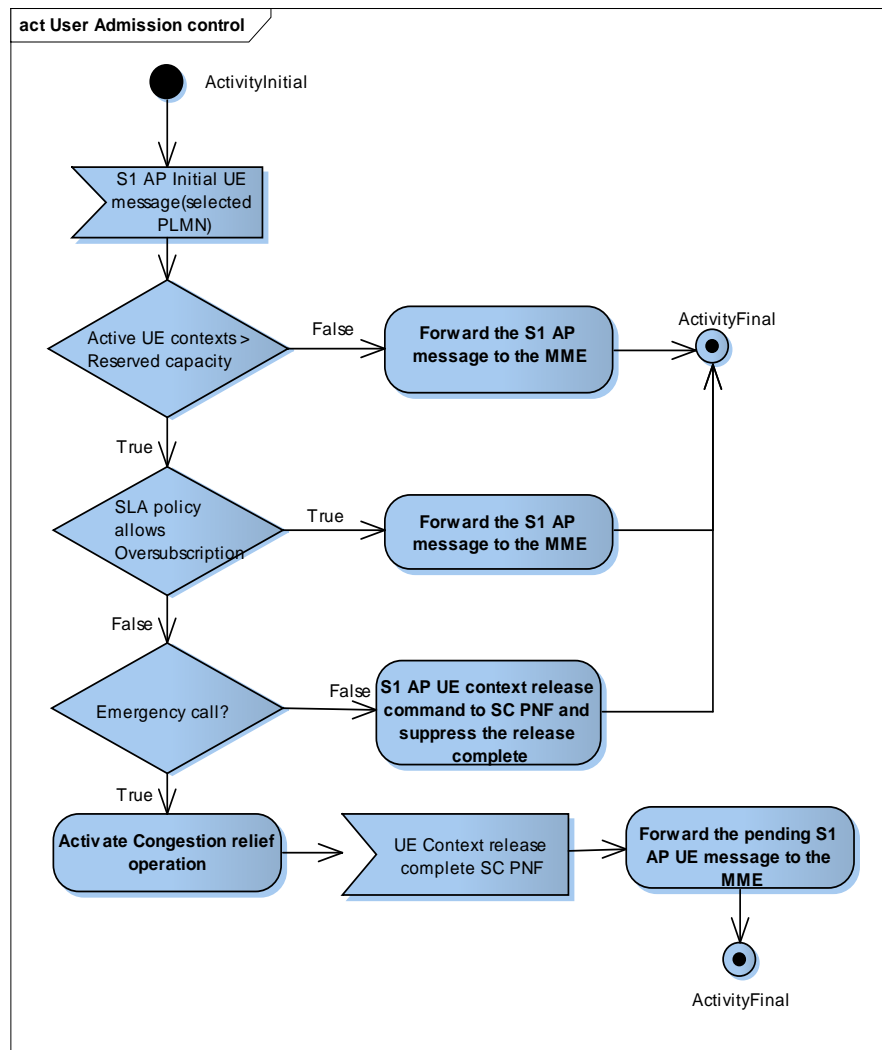 act User Admission control
ActivityInitial
S1 AP Initial UE
message(selected
PLMN)
Active UE contexts >
Reserved capacity
False
Forward the S1 AP
message to the MME
ActivityFinal
True
SLA policy
allows
Oversubscription
True
Forward the S1 AP
message to the MME
False
Emergency call?
False
S1 AP UE context release
command to SC PNF and
suppress the release
complete
True
Activate Congestion relief
operation
UE Context release
complete SC PNF
Forward the pending S1
AP UE message to the
MME
ActivityFinal